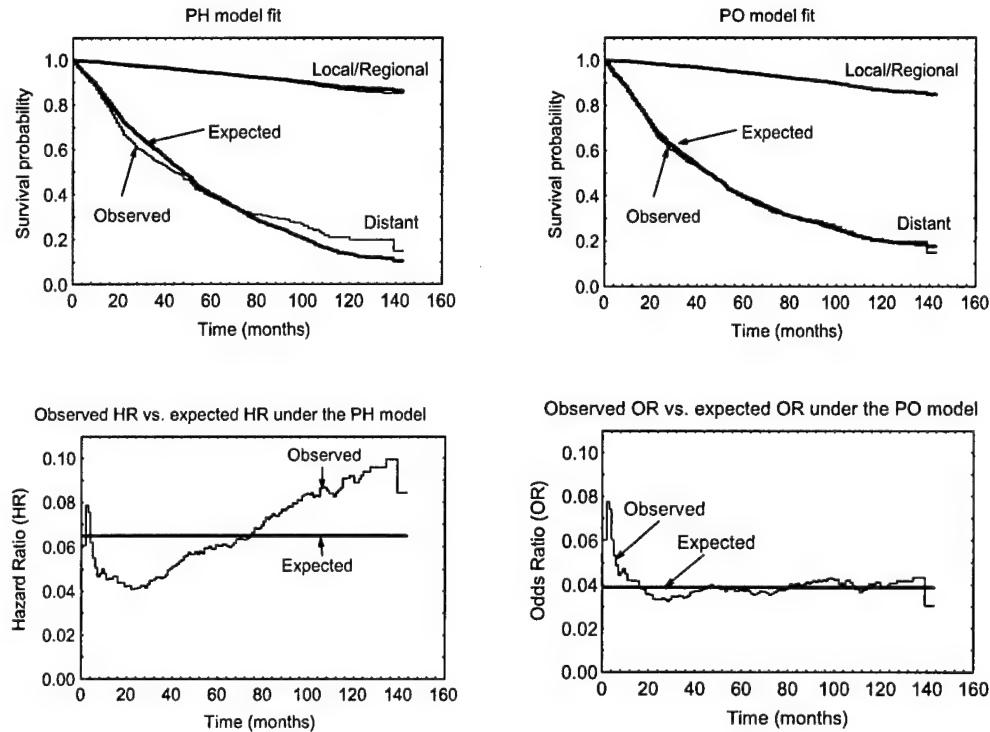 PH model fit
Survival probability
1.0
0.8
0.6
0.4
0.2
0.0
Local/Regional
Expected
Observed
Distant
0 20 40 60 80 100 120 140 160
Time (months)
PO model fit
Survival probability
1.0
0.8
0.6
0.4
0.2
0.0
Local/Regional
Expected
Observed
Distant
0 20 40 60 80 100 120 140 160
Time (months)
Observed HR vs. expected HR under the PH model
Hazard Ratio (HR)
0.10
0.08
0.06
0.04
0.02
0.00
Observed
Expected
0 20 40 60 80 100 120 140 160
Time (months)
Observed OR vs. expected OR under the PO model
Odds Ratio (OR)
0.10
0.08
0.06
0.04
0.02
0.00
Observed
Expected
0 20 40 60 80 100 120 140 160
Time (months)